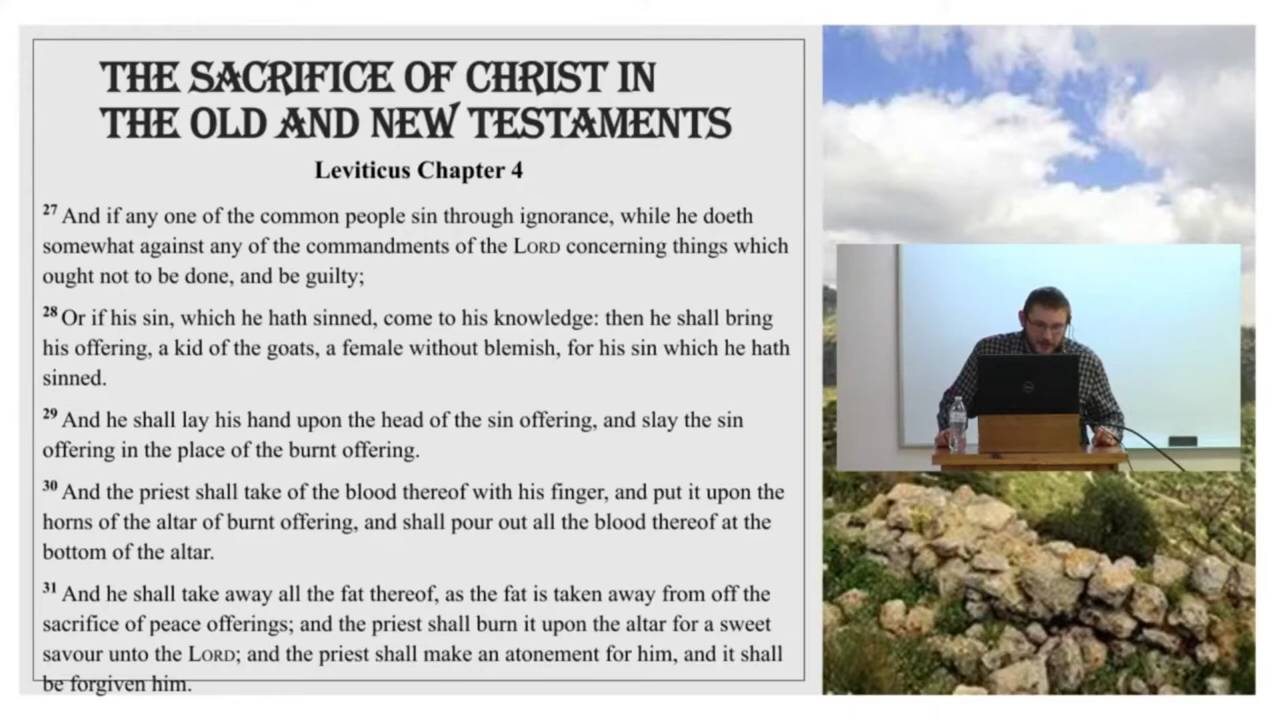 THE SACRIFICE OF CHRIST IN
THE OLD AND NEW TESTAMENTS
Leviticus Chapter 4
27 And if any one of the common people sin through ignorance, while he doeth
somewhat against any of the commandments of the LORD concerning things which
ought not to be done, and be guilty;
28 Or if his sin, which he hath sinned, come to his knowledge: then he shall bring
his offering, a kid of the goats, a female without blemish, for his sin which he hath
sinned.
29 And he shall lay his hand upon the head of the sin offering, and slay the sin
offering in the place of the burnt offering.
30 And the priest shall take of the blood thereof with his finger, and put it upon the
horns of the altar of burnt offering, and shall pour out all the blood thereof at the
bottom of the altar.
31 And he shall take away all the fat thereof, as the fat is taken away from off the
sacrifice of peace offerings; and the priest shall burn it upon the altar for a sweet
savour unto the LORD; and the priest shall make an atonement for him, and it shall
be forgiven him.